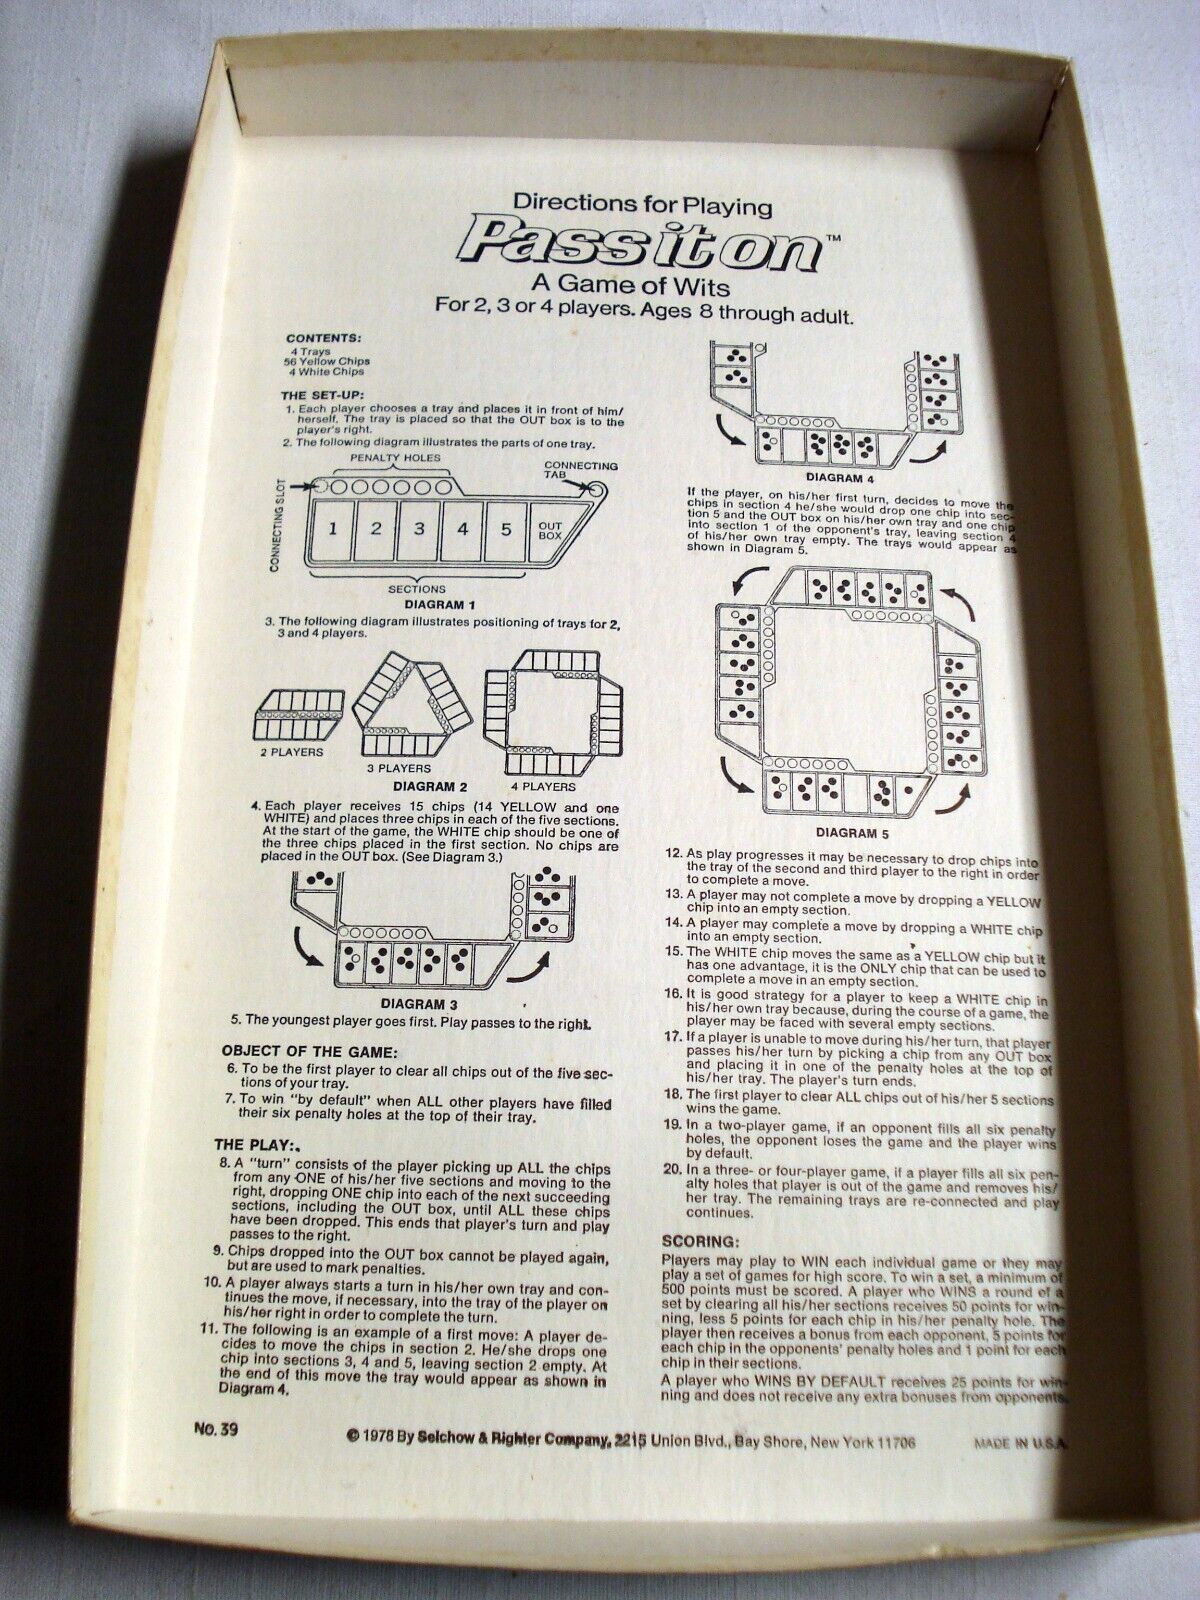 Directions for Playing
Pass it on™
A Game of Wits
For 2, 3 or 4 players. Ages 8 through adult.
CONTENTS:
4 Trays
56 Yellow Chips
4 White Chips
THE SET-UP:
1. Each player chooses a tray and places it in front of him/
herself. The tray is placed so that the OUT box is to the
player's right.
2. The following diagram illustrates the parts of one tray.
PENALTY HOLES
CONNECTING
TAB
CONNECTING SLOT
1 2 3 4 5 OUT
BOX
SECTIONS
DIAGRAM 1
3. The following diagram illustrates positioning of trays for 2,
3 and 4 players.
2 PLAYERS
3 PLAYERS
4 PLAYERS
DIAGRAM 2
4. Each player receives 15 chips (14 YELLOW and one
WHITE) and places three chips in each of the five sections.
At the start of the game, the WHITE chip should be one of
the three chips placed in the first section. No chips are
placed in the OUT box. (See Diagram 3.)
DIAGRAM 3
5. The youngest player goes first. Play passes to the right.
OBJECT OF THE GAME:
6. To be the first player to clear all chips out of the five sec-
tions of your tray.
7. To win "by default" when ALL other players have filled
their six penalty holes at the top of their tray.
THE PLAY:
8. A "turn" consists of the player picking up ALL the chips
from any ONE of his/her five sections and moving to the
right, dropping ONE chip into each of the next succeeding
sections, including the OUT box, until ALL these chips
have been dropped. This ends that player's turn and play
passes to the right.
9. Chips dropped into the OUT box cannot be played again,
but are used to mark penalties.
10. A player always starts a turn in his/her own tray and con-
tinues the move, if necessary, into the tray of the player on
his/her right in order to complete the turn.
11. The following is an example of a first move: A player de-
cides to move the chips in section 2. He/she drops one
chip into sections 3, 4 and 5, leaving section 2 empty. At
the end of this move the tray would appear as shown in
Diagram 4.
DIAGRAM 4
If the player, on his/her first turn, decides to move the
chips in section 4 he/she would drop one chip into sec-
tion 5 and the OUT box on his/her own tray and one chip
into section 1 of the opponent's tray, leaving section 4
of his/her own tray empty. The trays would appear as
shown in Diagram 5.
DIAGRAM 5
12. As play progresses it may be necessary to drop chips into
the tray of the second and third player to the right in order
to complete a move.
13. A player may not complete a move by dropping a YELLOW
chip into an empty section.
14. A player may complete a move by dropping a WHITE chip
into an empty section.
15. The WHITE chip moves the same as a YELLOW chip but it
has one advantage, it is the ONLY chip that can be used to
complete a move in an empty section.
16. It is good strategy for a player to keep a WHITE chip in
his/her own tray because, during the course of a game, the
player may be faced with several empty sections.
17. If a player is unable to move during his/her turn, that player
passes his/her turn by picking a chip from any OUT box
and placing it in one of the penalty holes at the top of
his/her tray. The player's turn ends.
18. The first player to clear ALL chips out of his/her 5 sections
wins the game.
19. In a two-player game, if an opponent fills all six penalty
holes, the opponent loses the game and the player wins
by default.
20. In a three- or four-player game, if a player fills all six pen-
alty holes that player is out of the game and removes his/
her tray. The remaining trays are re-connected and play
continues.
SCORING:
Players may play to WIN each individual game or they may
play a set of games for high score. To win a set, a minimum of
500 points must be scored. A player who WINS a round of a
set by clearing all his/her sections receives 50 points for win-
ning, less 5 points for each chip in his/her penalty hole. The
player then receives a bonus from each opponent, 5 points for
each chip in the opponents' penalty holes and 1 point for each
chip in their sections.
A player who WINS BY DEFAULT receives 25 points for win-
ning and does not receive any extra bonuses from opponents.
No. 39
© 1978 By Selchow & Righter Company, 2215 Union Blvd., Bay Shore, New York 11706
MADE IN U.S.A.